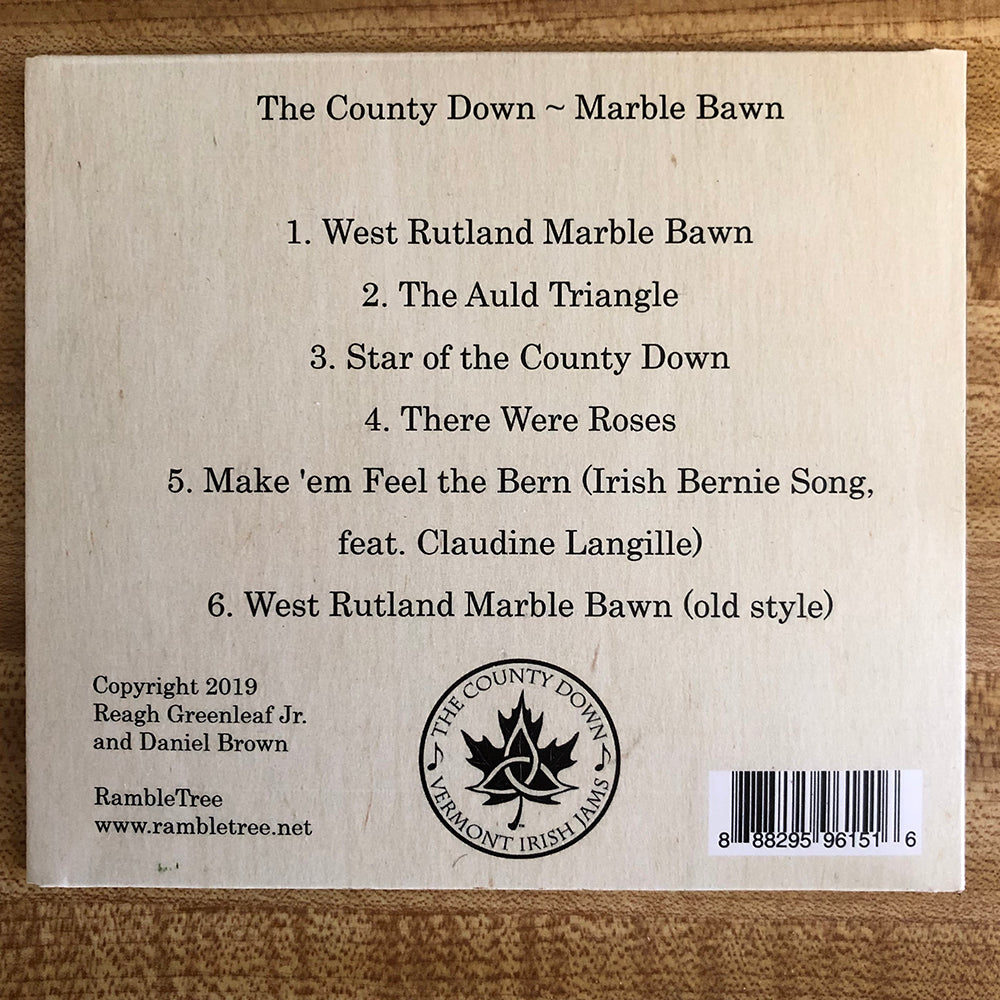 The County Down ~ Marble Bawn
1. West Rutland Marble Bawn
2. The Auld Triangle
3. Star of the County Down
4. There Were Roses
5. Make 'em Feel the Bern (Irish Bernie Song,
feat. Claudine Langille)
6. West Rutland Marble Bawn (old style)
Copyright 2019
Reagh Greenleaf Jr.
and Daniel Brown
RambleTree
www.rambletree.net
THE COUNTY DOWN
VERMONT IRISH JAMS
8 88295 96151 6